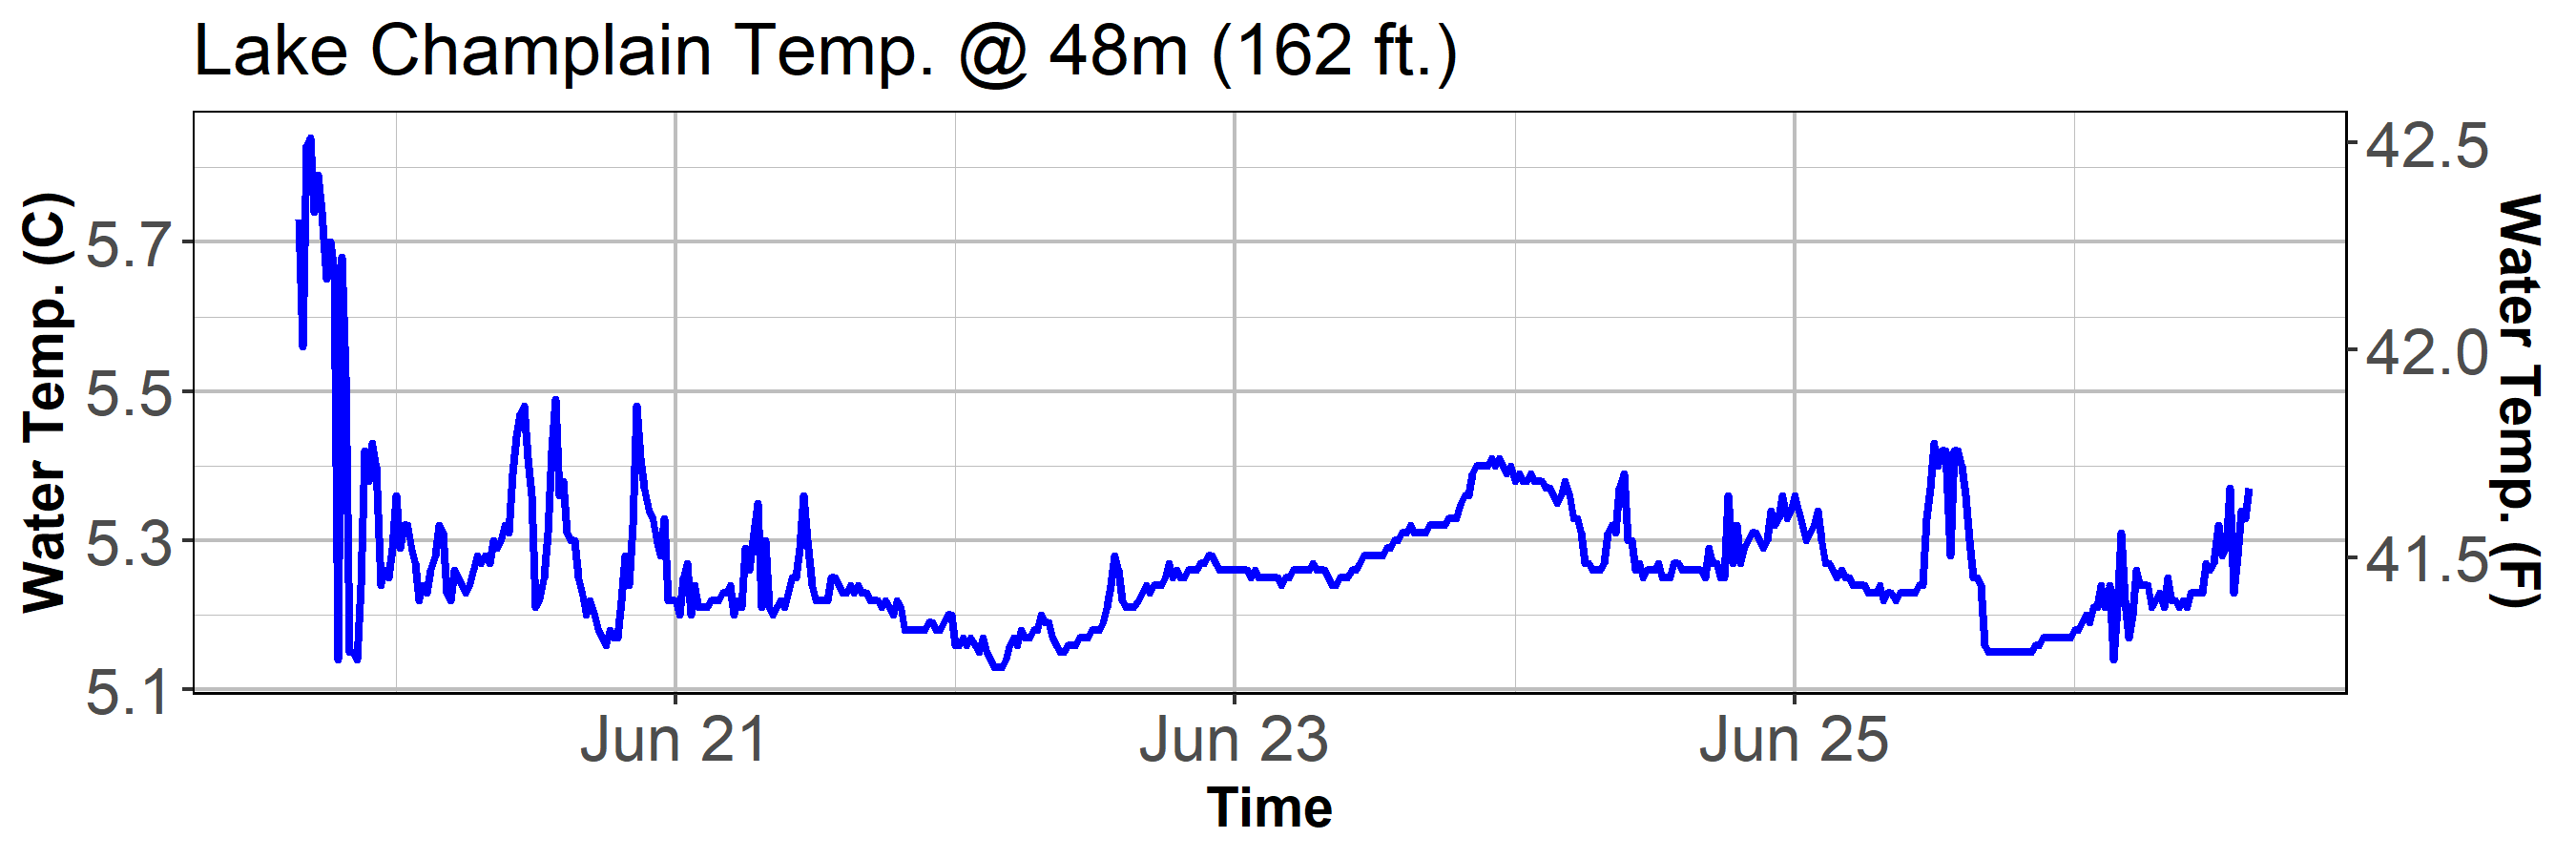 Lake Champlain Temp. @ 48m (162 ft.)
Water Temp. (C)
5.7
5.5
5.3
5.1
42.5
42.0
41.5
Water Temp. (F)
Jun 21
Jun 23
Jun 25
Time